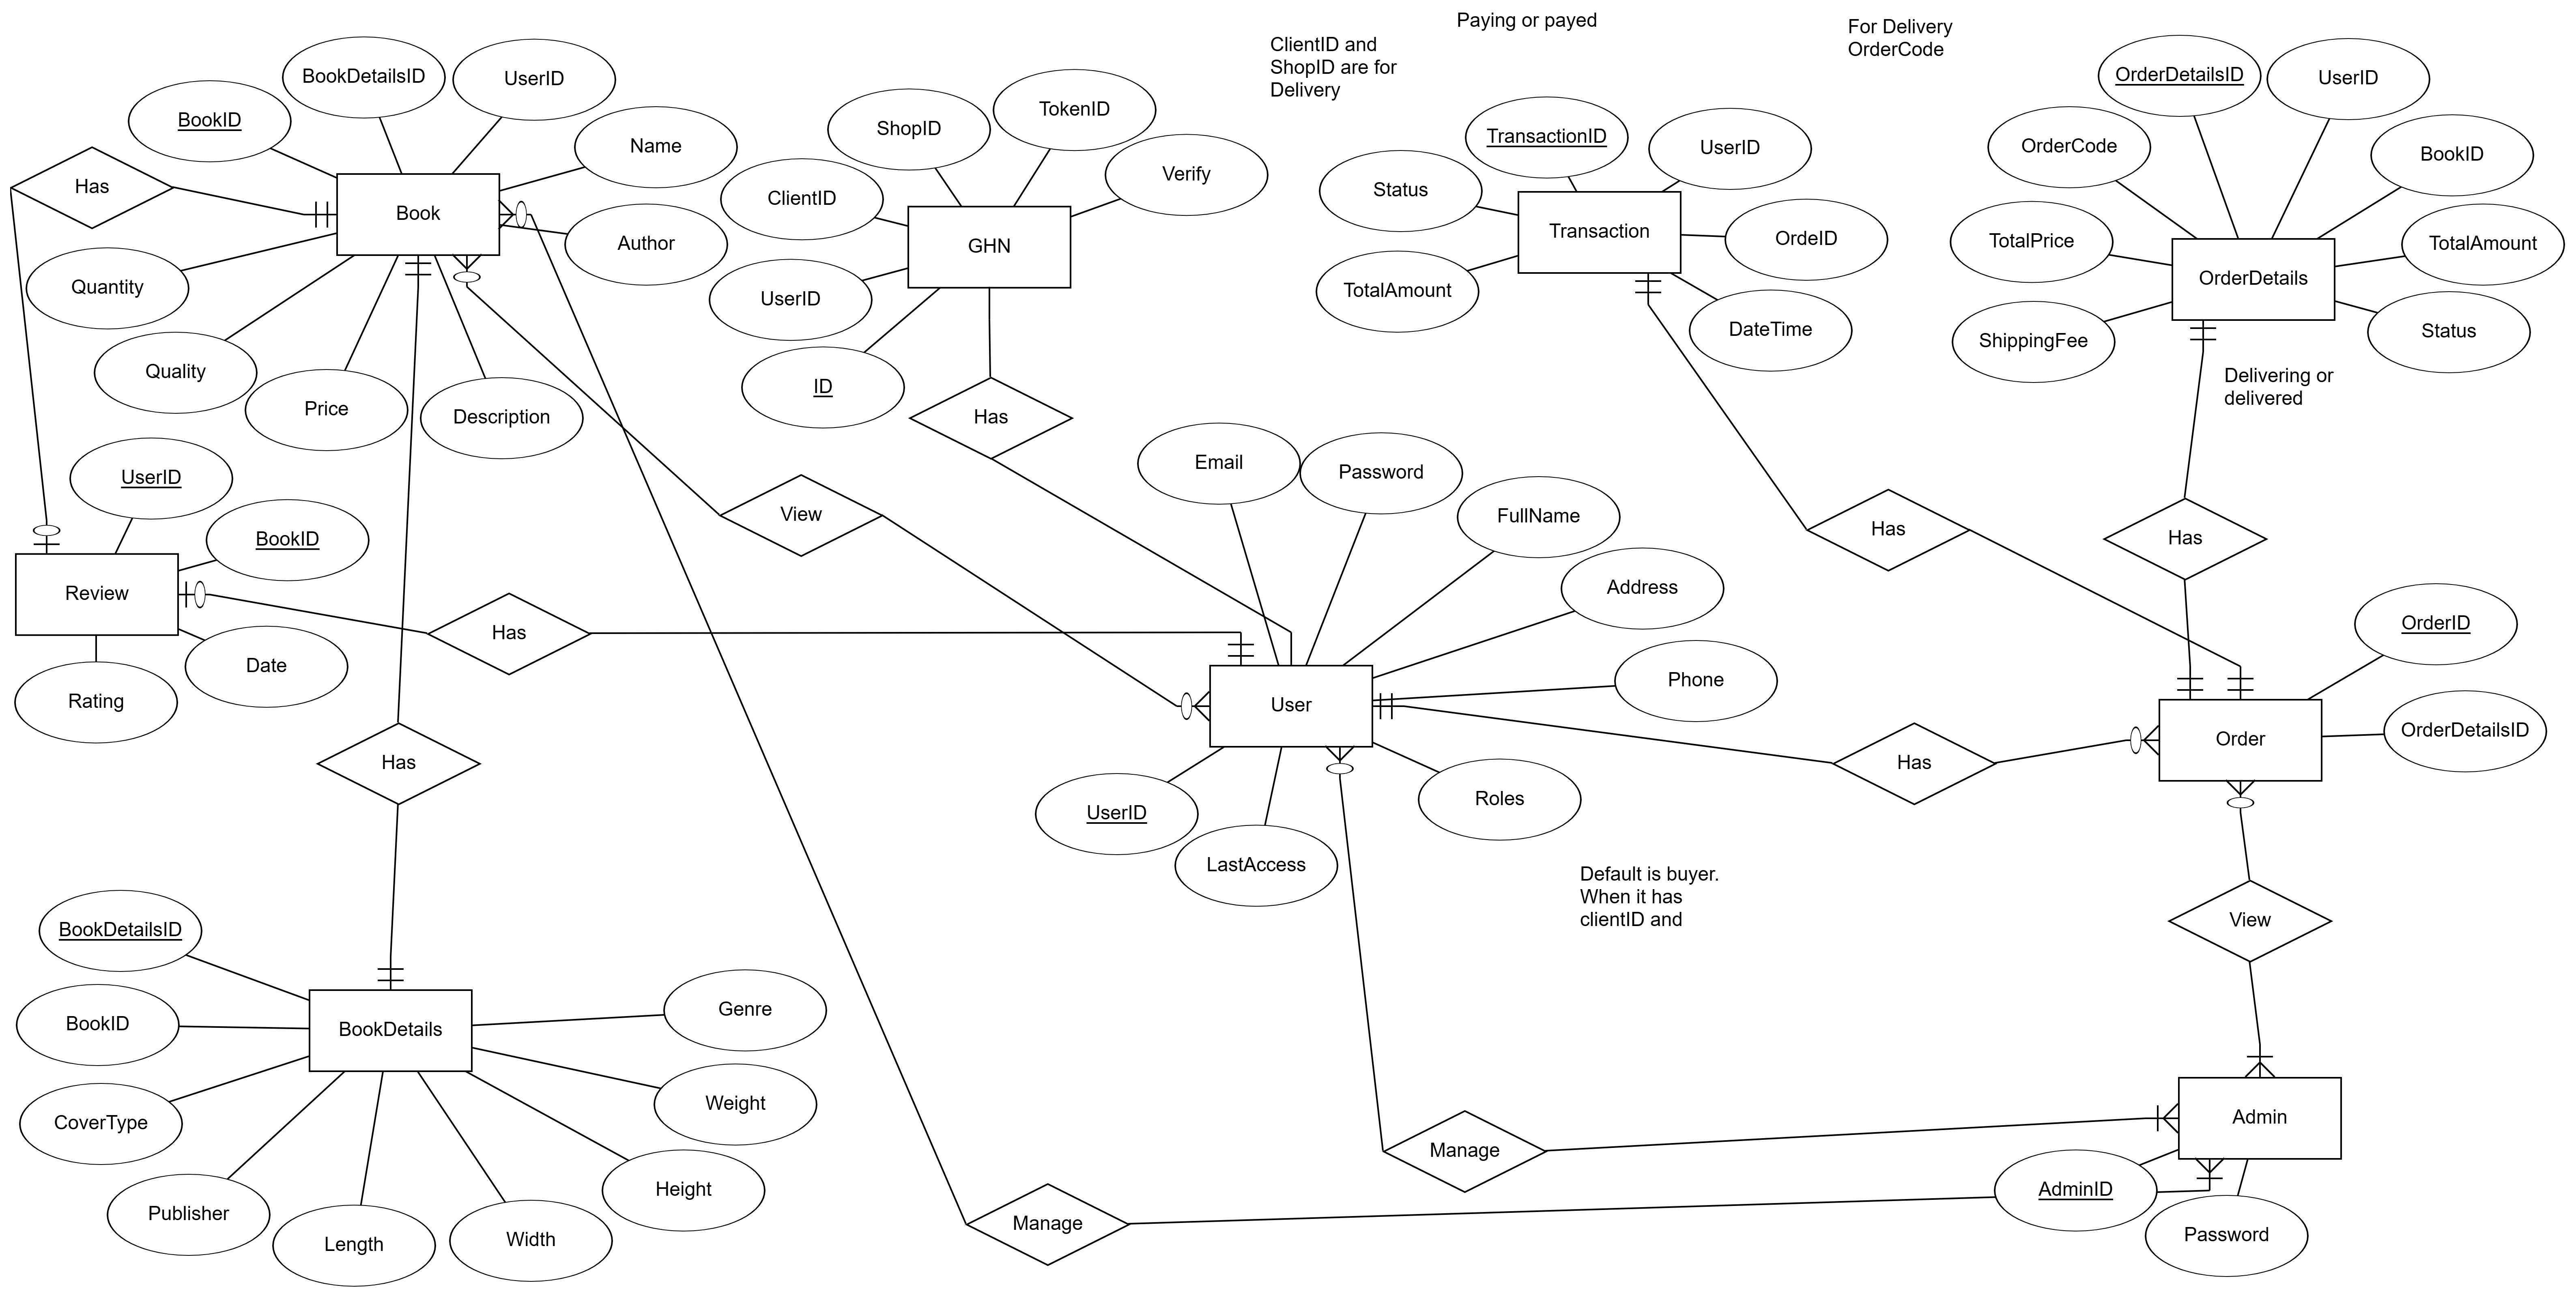 Paying or payed
For Delivery
OrderCode
ClientID and
ShopID are for
Delivery
BookDetailsID
UserID
BookID
Name
Has
Book
Author
Quantity
Quality
Price
Description
ShopID
TokenID
Verify
ClientID
GHN
UserID
ID
Has
TransactionID
UserID
Status
Transaction
OrdeID
TotalAmount
DateTime
OrderDetailsID
UserID
OrderCode
BookID
TotalPrice
TotalAmount
OrderDetails
ShippingFee
Status
Delivering or
delivered
UserID
BookID
Review
Date
Rating
View
Has
Email
Password
FullName
Address
Phone
User
UserID
LastAccess
Roles
Default is buyer.
When it has
clientID and
Has
Has
Has
OrderID
Order
OrderDetailsID
View
Has
BookDetailsID
BookID
BookDetails
CoverType
Publisher
Length
Width
Height
Weight
Genre
Manage
Manage
Admin
AdminID
Password